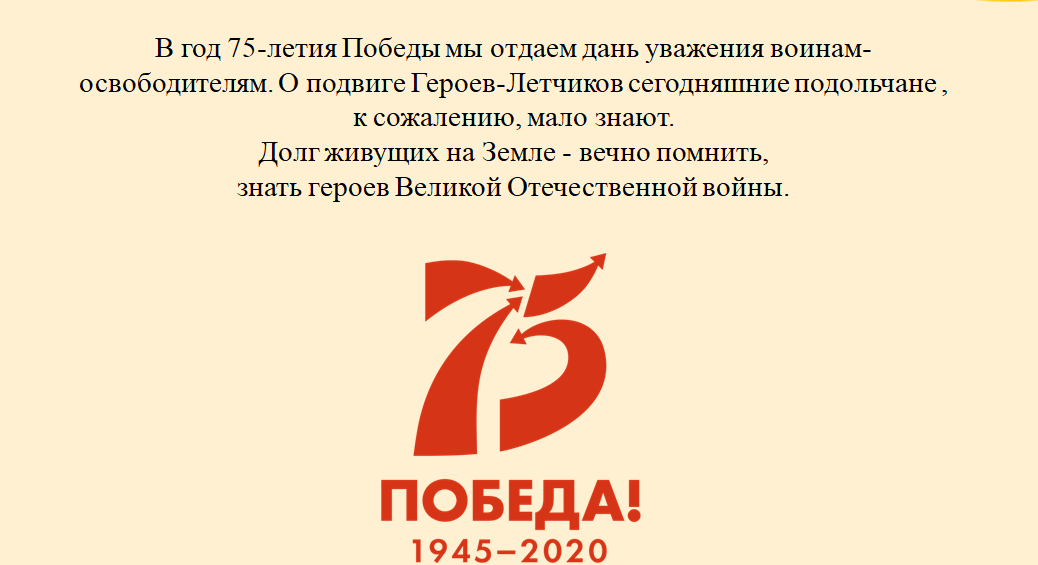 В год 75-летия Победы мы отдаем дань уважения воинам-
освободителям. О подвиге Героев-Летчиков сегодняшние подольчане ,
к сожалению, мало знают.
Долг живущих на Земле - вечно помнить,
знать героев Великой Отечественной войны.
75
ПОБЕДА!
1945–2020